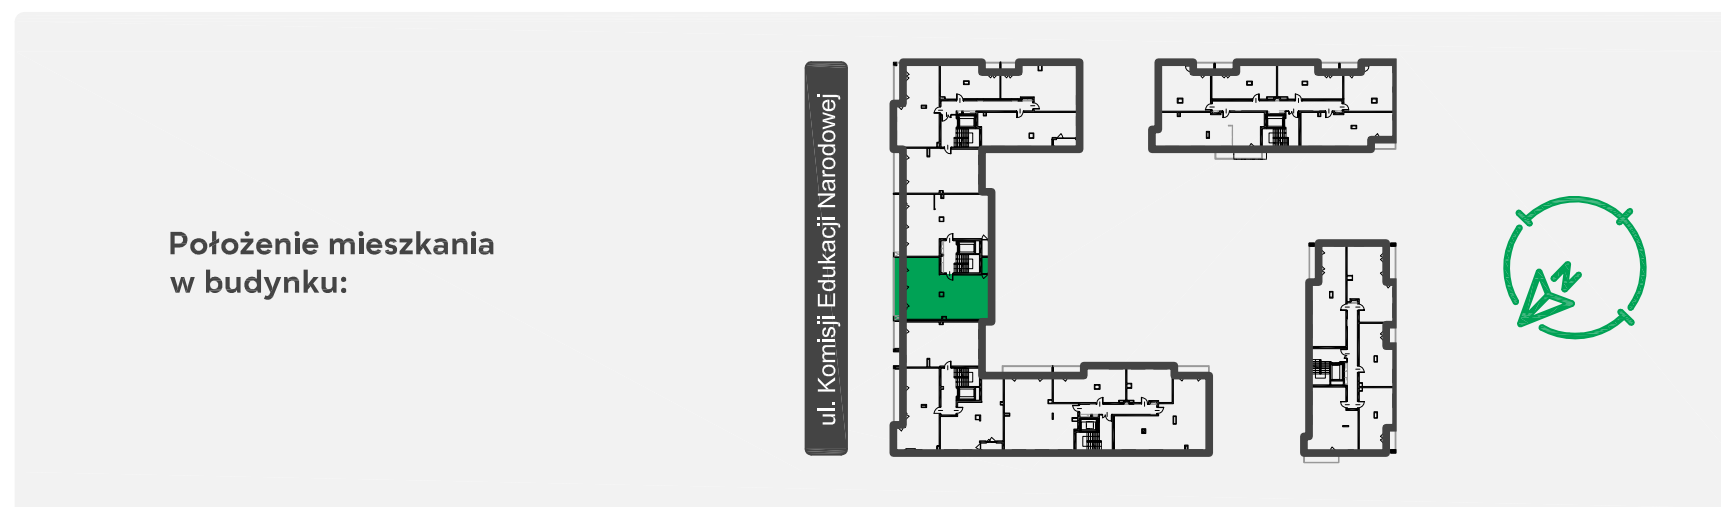 Położenie mieszkania
w budynku:
ul. Komisji Edukacji Narodowej
N